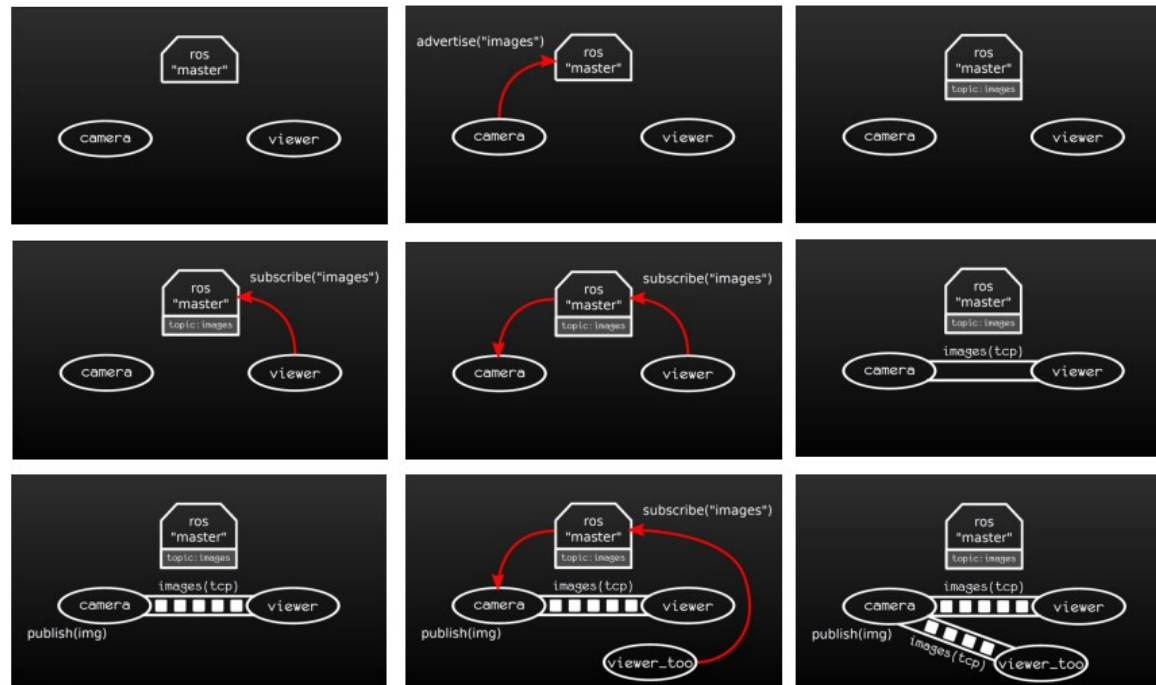 ros
"master"
camera
viewer
advertise("images")
ros
"master"
camera
viewer
ros
"master"
topic:images
camera
viewer
subscribe("images")
ros
"master"
topic:images
camera
viewer
subscribe("images")
ros
"master"
topic:images
camera
viewer
ros
"master"
topic:images
images(tcp)
camera
viewer
ros
"master"
topic:images
images(tcp)
camera
viewer
publish(img)
subscribe("images")
ros
"master"
topic:images
images(tcp)
camera
viewer
publish(img)
viewer_too
ros
"master"
topic:images
images(tcp)
camera
viewer
publish(img)
images(tcp)
viewer_too